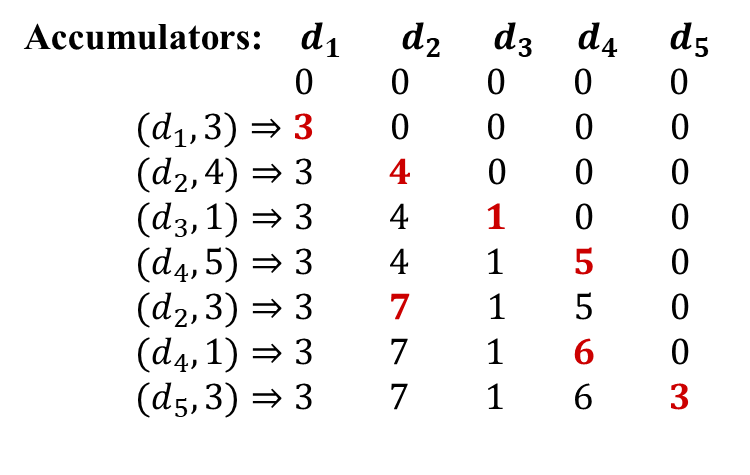 Accumulators: d₁ d₂ d₃ d₄ d₅
0 0 0 0 0
(d₁, 3) ⇒ 3 0 0 0 0
(d₂, 4) ⇒ 3 4 0 0 0
(d₃, 1) ⇒ 3 4 1 0 0
(d₄, 5) ⇒ 3 4 1 5 0
(d₂, 3) ⇒ 3 7 1 5 0
(d₄, 1) ⇒ 3 7 1 6 0
(d₅, 3) ⇒ 3 7 1 6 3